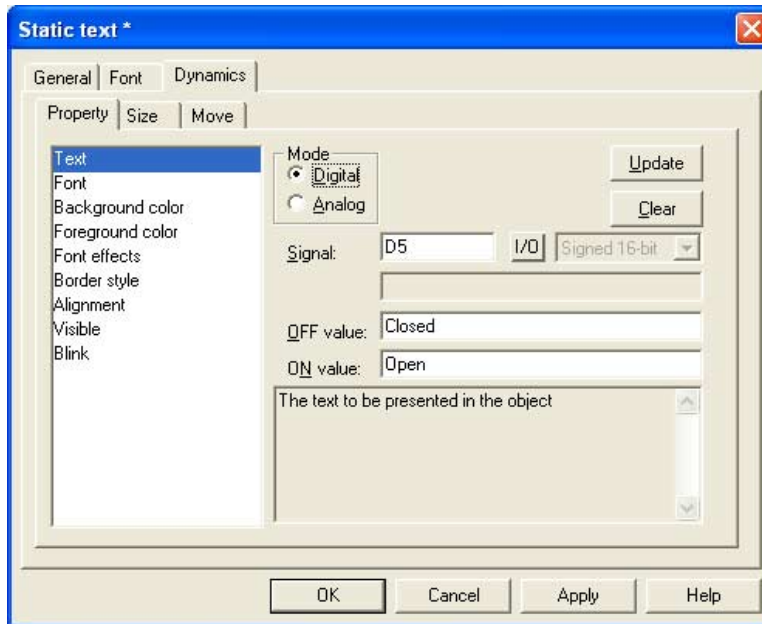 Static text *
General Font Dynamics
Property Size Move
Text
Font
Background color
Foreground color
Font effects
Border style
Alignment
Visible
Blink
Mode
Digital
Analog
Update
Clear
Signal: D5 I/O Signed 16-bit
OFF value: Closed
ON value: Open
The text to be presented in the object
OK Cancel Apply Help